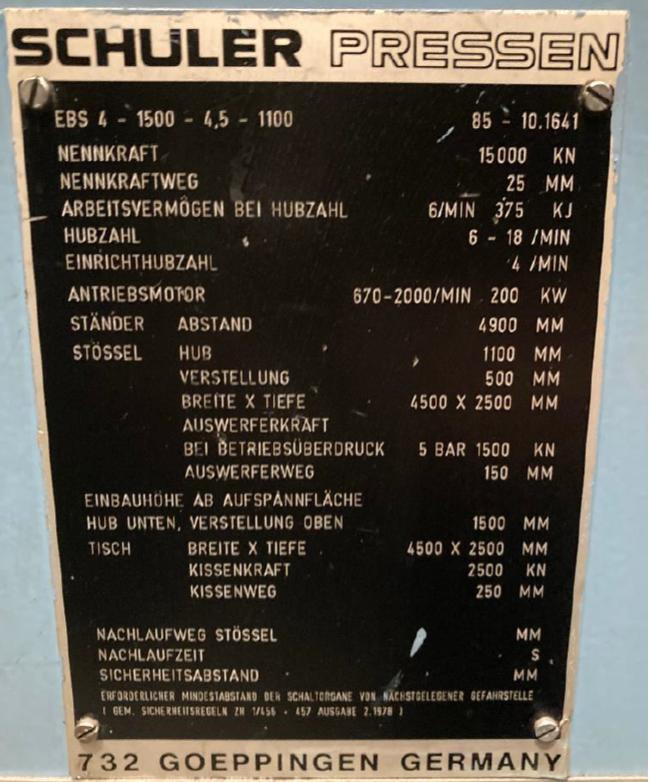 SCHULER PRESSEN
EBS 4 - 1500 - 4,5 - 1100 85 - 10.1641
NENNKRAFT 15000 KN
NENNKRAFTWEG 25 MM
ARBEITSVERMÖGEN BEI HUBZAHL 6/MIN 375 KJ
HUBZAHL 6 - 18 /MIN
EINRICHTHUBZAHL 4 /MIN
ANTRIEBSMOTOR 670-2000/MIN 200 KW
STÄNDER ABSTAND 4900 MM
STÖSSEL HUB 1100 MM
VERSTELLUNG 500 MM
BREITE X TIEFE 4500 X 2500 MM
AUSWERFERKRAFT
BEI BETRIEBSÜBERDRUCK 5 BAR 1500 KN
AUSWERFERWEG 150 MM
EINBAUHÖHE AB AUFSPANNFLÄCHE
HUB UNTEN, VERSTELLUNG OBEN 1500 MM
TISCH BREITE X TIEFE 4500 X 2500 MM
KISSENKRAFT 2500 KN
KISSENWEG 250 MM
NACHLAUFWEG STÖSSEL MM
NACHLAUFZEIT S
SICHERHEITSABSTAND MM
ERFORDERLICHER MINDESTABSTAND DER SCHALTORGANE VON NÄCHSTGELEGENER GEFAHRSTELLE
( GEM. SICHERHEITSREGELN ZH 1/456 + 457 AUSGABE 2.1978 )
732 GOEPPINGEN GERMANY